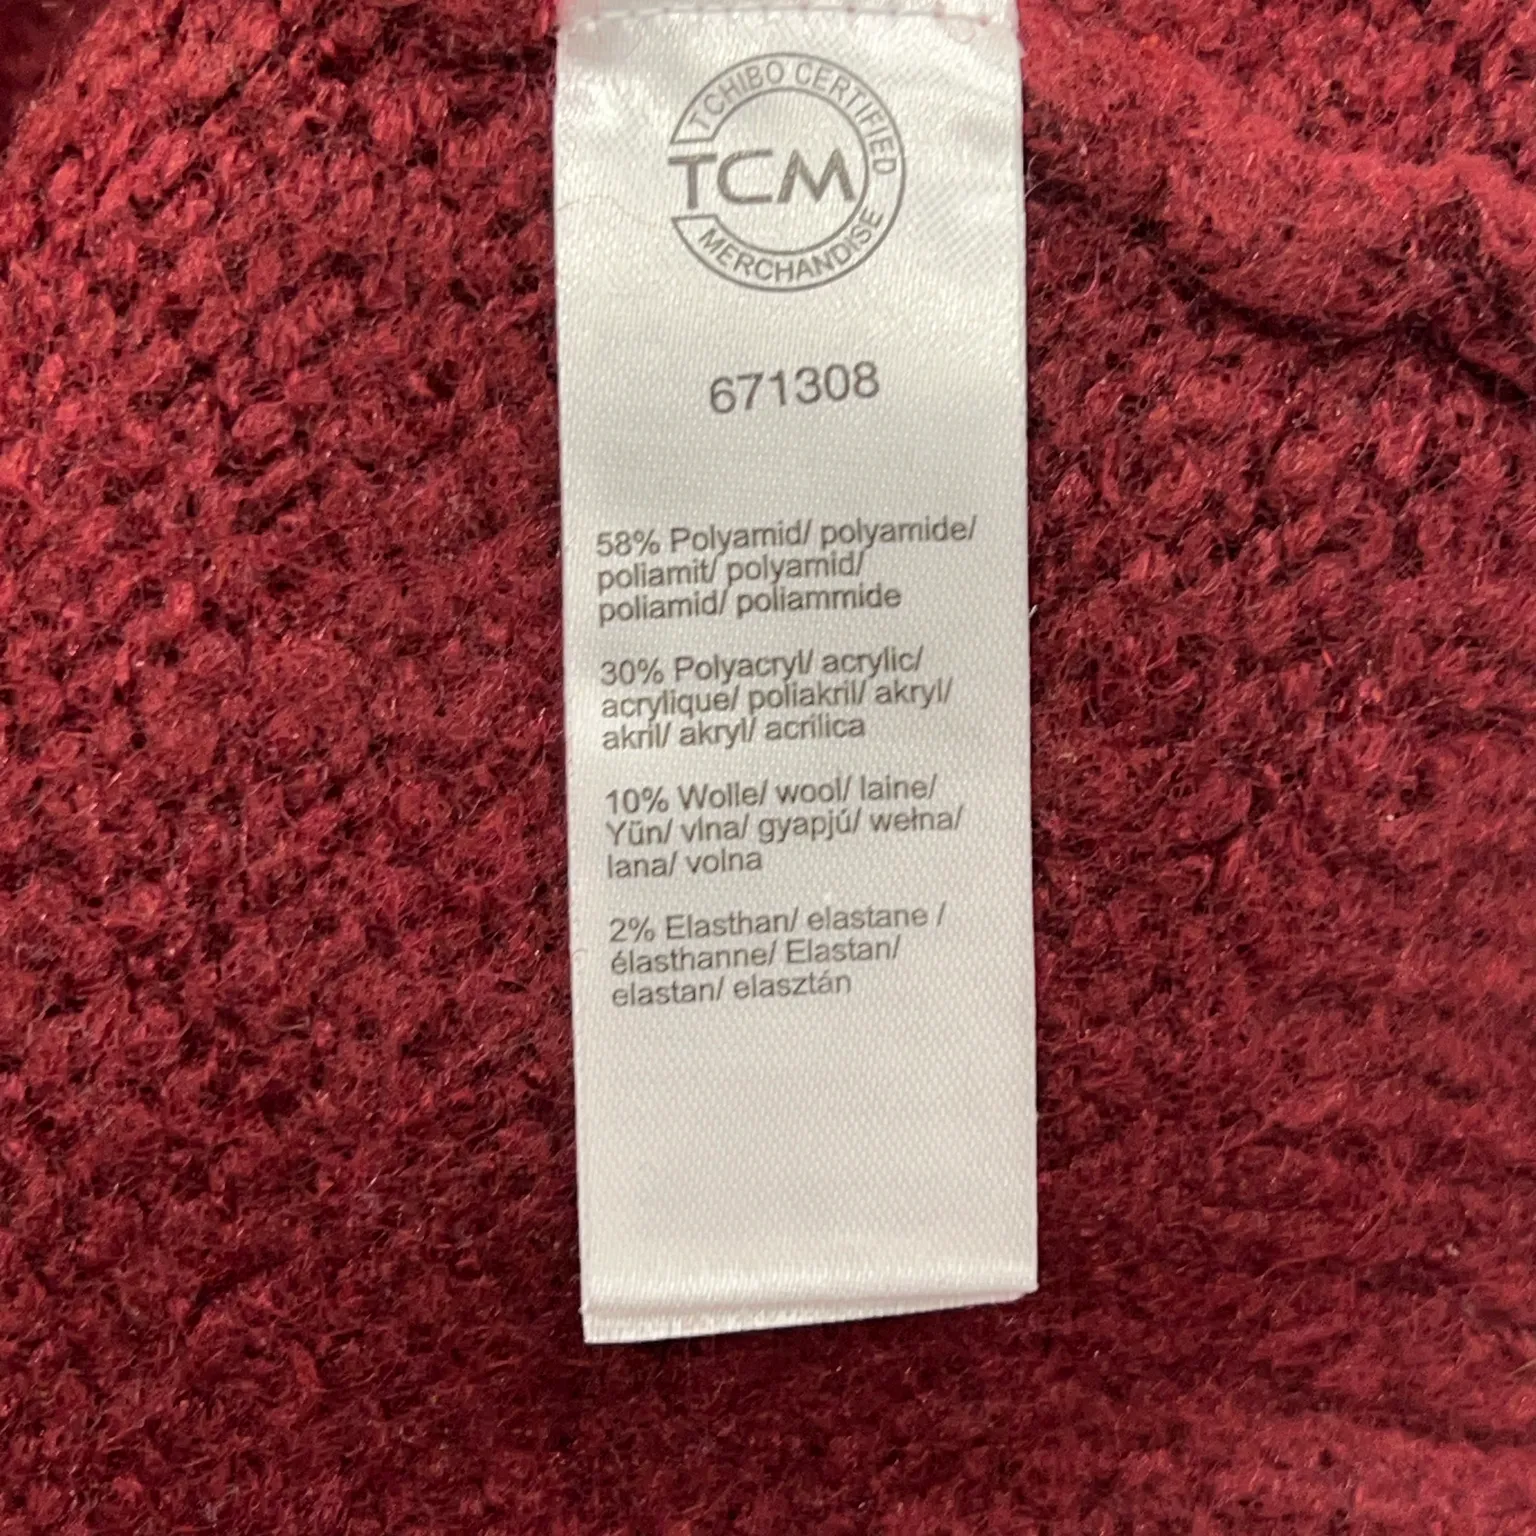 TCHIBO CERTIFIED
TCM
MERCHANDISE
671308
58% Polyamid/ polyamide/
poliamit/ polyamid/
poliamid/ poliammide
30% Polyacryl/ acrylic/
acrylique/ poliakril/ akryl/
akril/ akryl/ acrilica
10% Wolle/ wool/ laine/
Yün/ vlna/ gyapjú/ wełna/
lana/ volna
2% Elasthan/ elastane /
élasthanne/ Elastan/
elastan/ elasztán